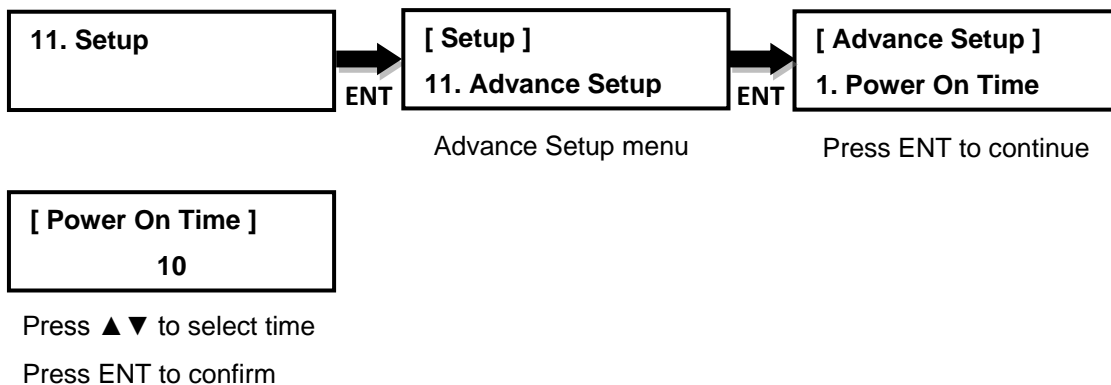 11. Setup
ENT
[ Setup ]
11. Advance Setup
Advance Setup menu
ENT
[ Advance Setup ]
1. Power On Time
Press ENT to continue
[ Power On Time ]
10
Press ▲▼ to select time
Press ENT to confirm